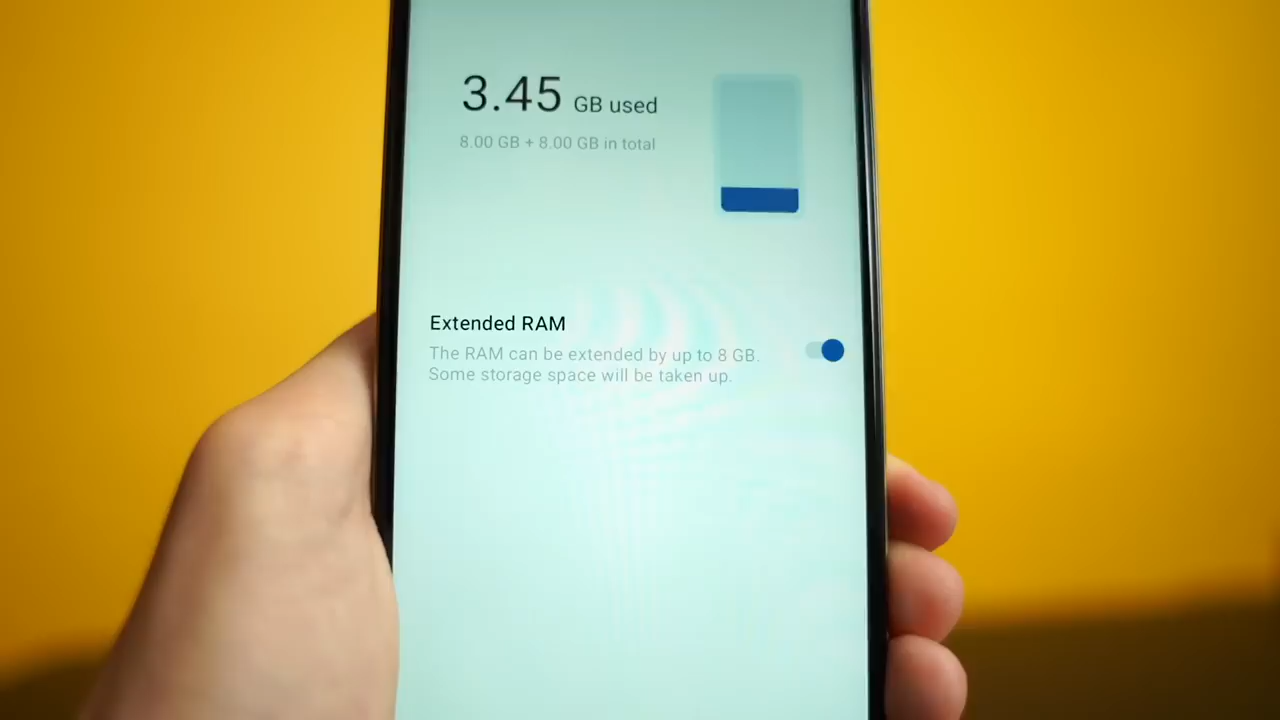 3.45 GB used
8.00 GB + 8.00 GB in total
Extended RAM
The RAM can be extended by up to 8 GB.
Some storage space will be taken up.